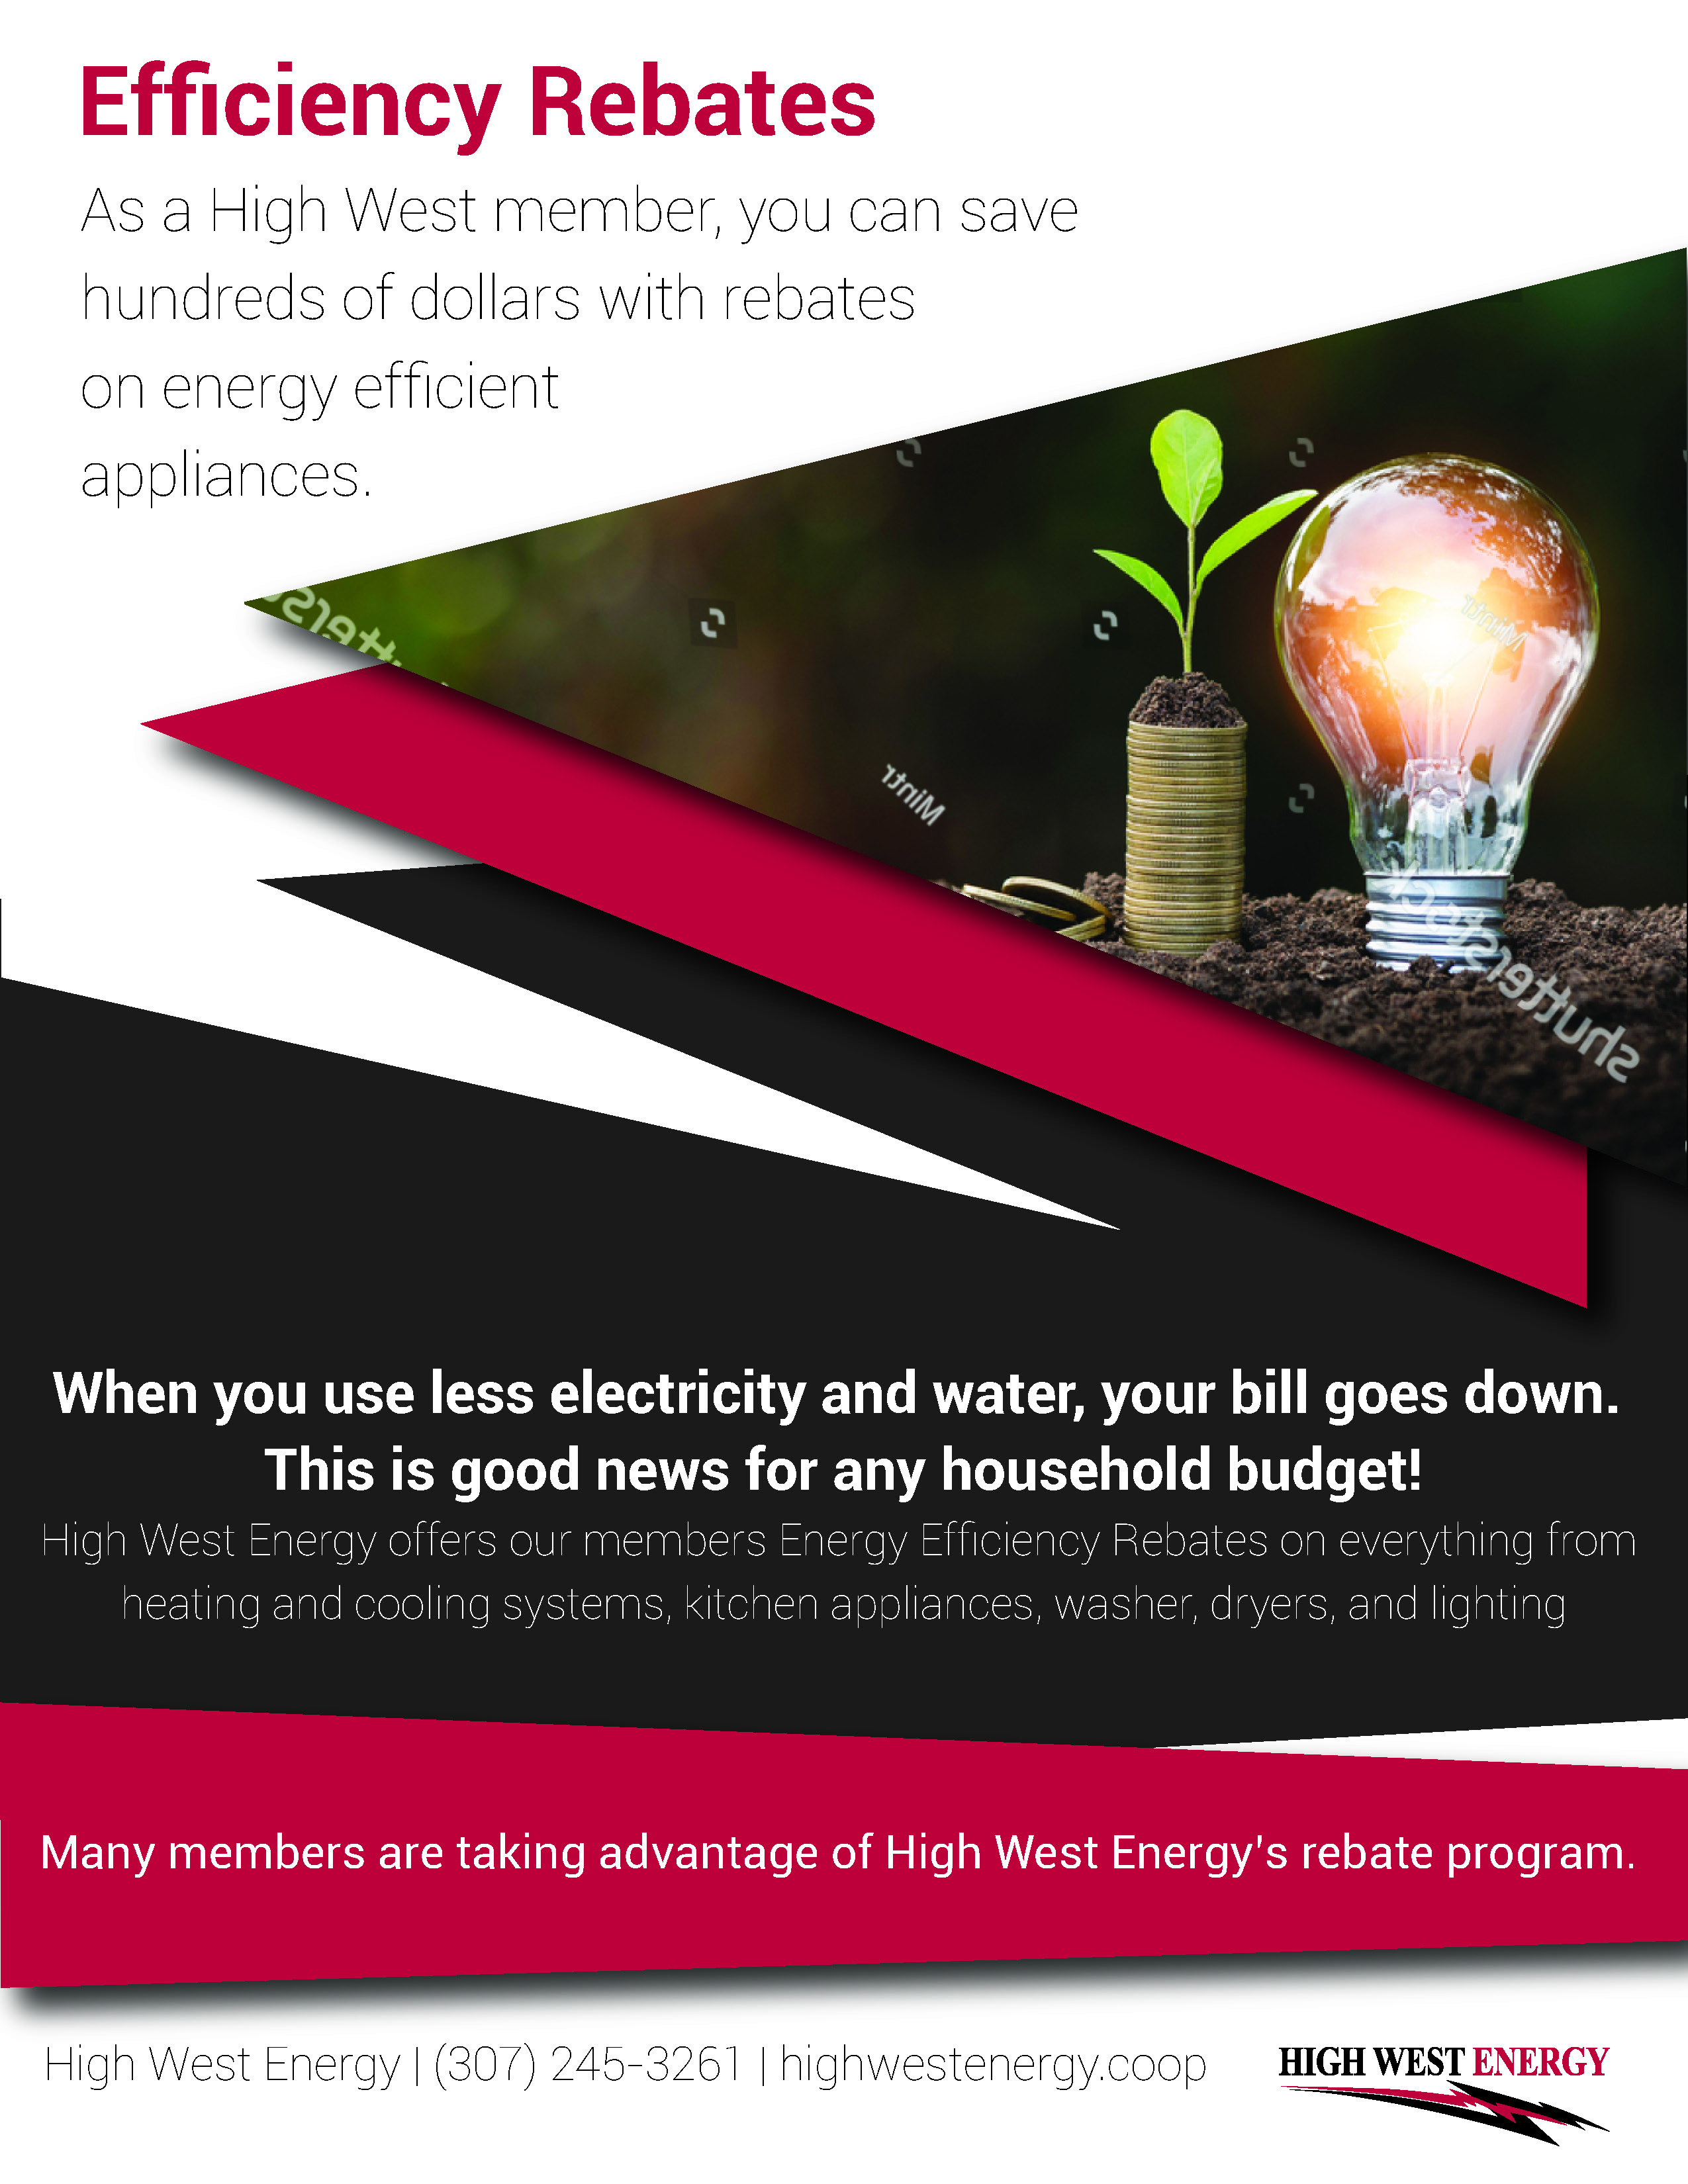 Efficiency Rebates
As a High West member, you can save
hundreds of dollars with rebates
on energy efficient
appliances.
Mintr
Mintr
shutterstock
When you use less electricity and water, your bill goes down.
This is good news for any household budget!
High West Energy offers our members Energy Efficiency Rebates on everything from
heating and cooling systems, kitchen appliances, washer, dryers, and lighting
Many members are taking advantage of High West Energy's rebate program.
High West Energy | (307) 245-3261 | highwestenergy.coop
HIGH WEST ENERGY